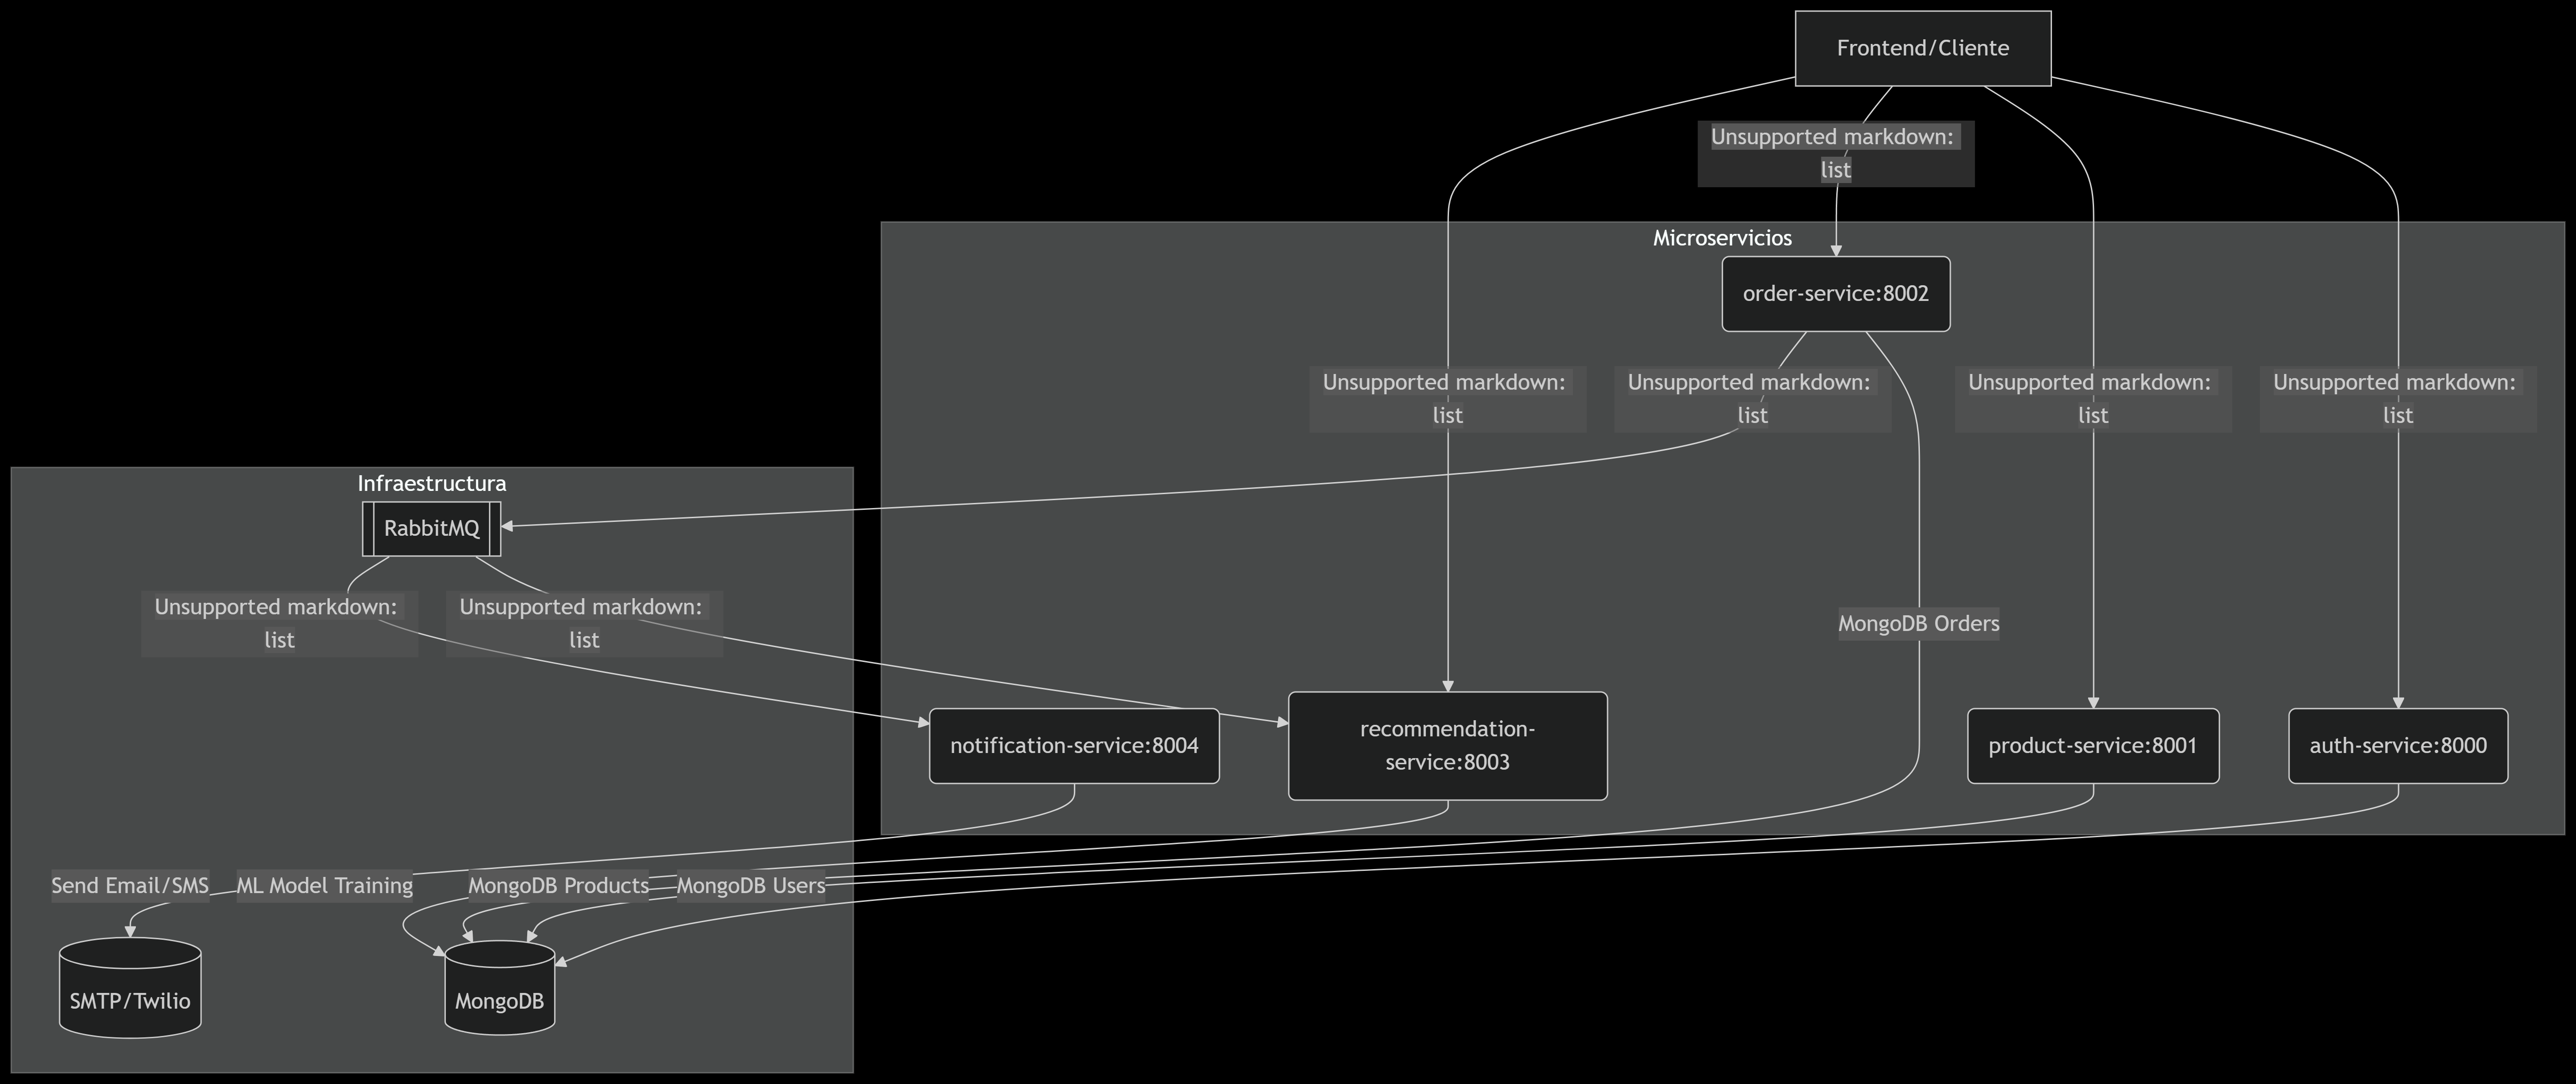 Frontend/Cliente
Unsupported markdown:
list
Microservicios
order-service:8002
Unsupported markdown:
list
Unsupported markdown:
list
Unsupported markdown:
list
Unsupported markdown:
list
Infraestructura
RabbitMQ
Unsupported markdown:
list
Unsupported markdown:
list
MongoDB Orders
notification-service:8004
recommendation-
service:8003
product-service:8001
auth-service:8000
Send Email/SMS
ML Model Training
MongoDB Products
MongoDB Users
SMTP/Twilio
MongoDB